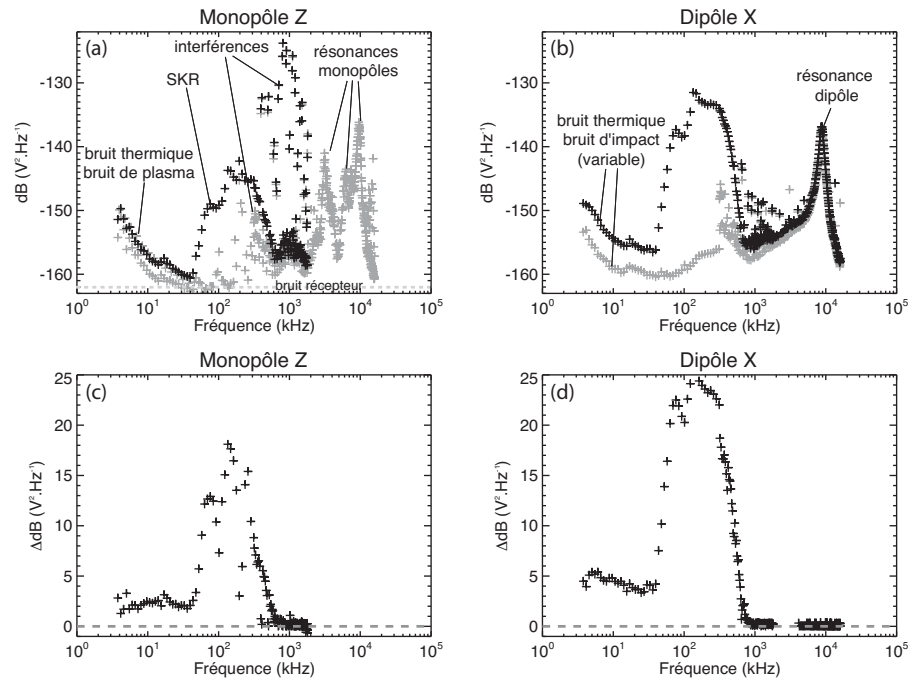 Monopôle Z
(a)
interférences
SKR
résonances
monopôles
bruit thermique
bruit de plasma
bruit récepteur
dB (V².Hz⁻¹)
-130
-140
-150
-160
10⁰ 10¹ 10² 10³ 10⁴ 10⁵
Fréquence (kHz)
Dipôle X
(b)
résonance
dipôle
bruit thermique
bruit d'impact
(variable)
dB (V².Hz⁻¹)
-130
-140
-150
-160
10⁰ 10¹ 10² 10³ 10⁴ 10⁵
Fréquence (kHz)
Monopôle Z
(c)
ΔdB (V².Hz⁻¹)
25
20
15
10
5
0
10⁰ 10¹ 10² 10³ 10⁴ 10⁵
Fréquence (kHz)
Dipôle X
(d)
ΔdB (V².Hz⁻¹)
25
20
15
10
5
0
10⁰ 10¹ 10² 10³ 10⁴ 10⁵
Fréquence (kHz)